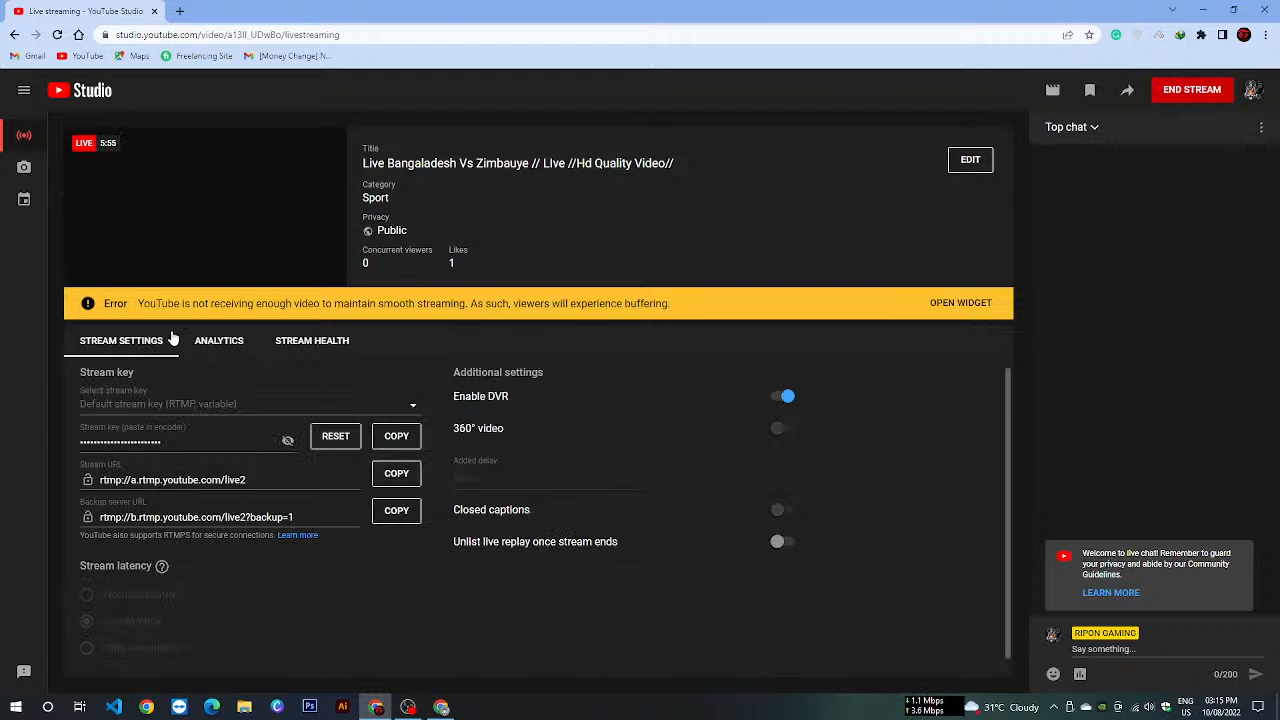 Live streaming - YouTube Studio
studio.youtube.com/video/a13Il_UDwBo/livestreaming
Gmail YouTube Maps Freelancing Site [Money Change] N...
Studio
END STREAM
Top chat
LIVE 5:55
Title
Live Bangaladesh Vs Zimbauye // LIve //Hd Quality Video//
EDIT
Category
Sport
Privacy
Public
Concurrent viewers Likes
0 1
Error YouTube is not receiving enough video to maintain smooth streaming. As such, viewers will experience buffering. OPEN WIDGET
STREAM SETTINGS ANALYTICS STREAM HEALTH
Stream key
Select stream key
Default stream key (RTMP, variable)
Stream key (paste in encoder)
RESET COPY
Stream URL
rtmp://a.rtmp.youtube.com/live2 COPY
Backup server URL
rtmp://b.rtmp.youtube.com/live2?backup=1 COPY
YouTube also supports RTMPS for secure connections. Learn more
Stream latency
Additional settings
Enable DVR
360° video
Added delay
None
Closed captions
Unlist live replay once stream ends
Welcome to live chat! Remember to guard
your privacy and abide by our Community
Guidelines.
LEARN MORE
RIPON GAMING
Say something...
0/200
↓ 1.1 Mbps
↑ 3.6 Mbps
31°C Cloudy
ENG
US
03:15 PM
10/08/2022